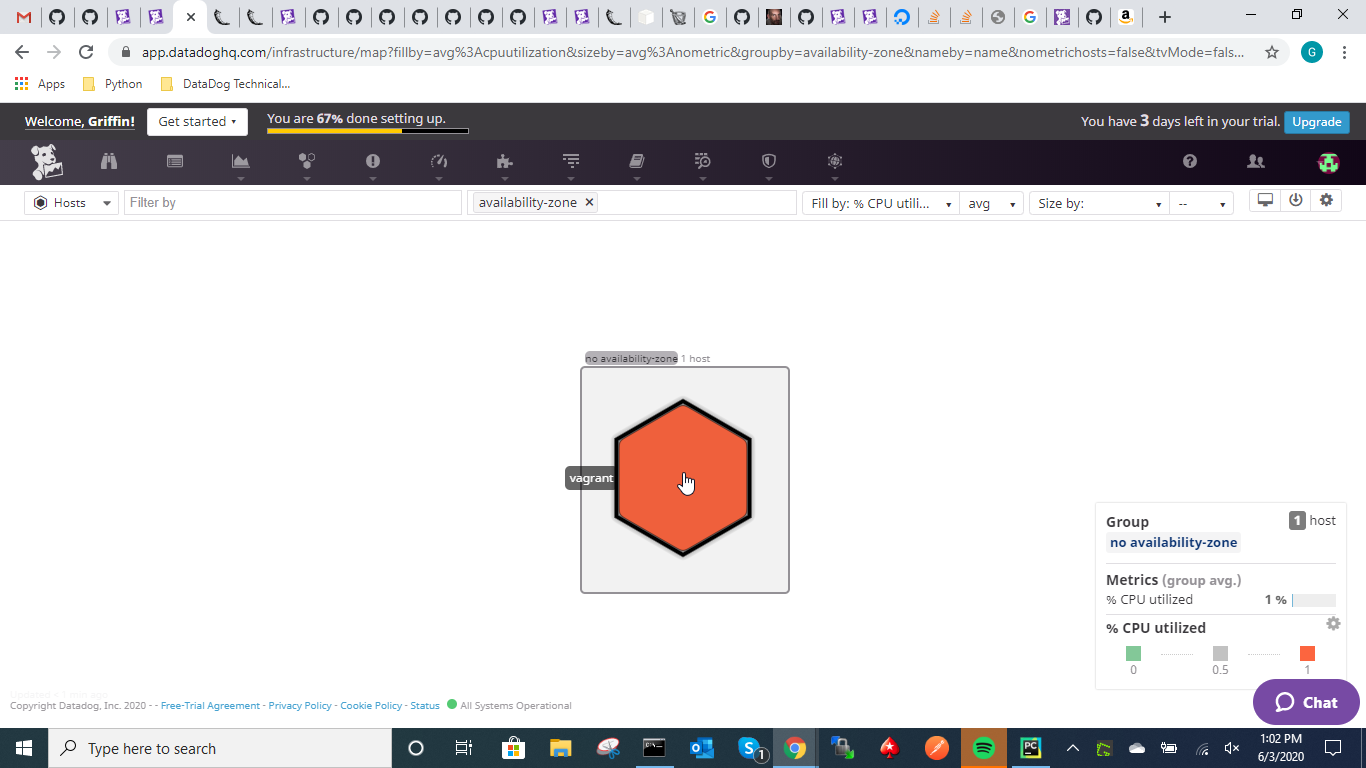 G
app.datadoghq.com/infrastructure/map?fillby=avg%3Acpuutilization&sizeby=avg%3Anometric&groupby=availability-zone&nameby=name&nometrichosts=false&tvMode=fals...
Apps Python DataDog Technical...
Welcome, Griffin! Get started You are 67% done setting up. You have 3 days left in your trial. Upgrade
Hosts Filter by availability-zone × Fill by: % CPU utili... avg Size by: --
no availability-zone 1 host
vagrant
Group 1 host
no availability-zone
Metrics (group avg.)
% CPU utilized 1 %
% CPU utilized
0 0.5 1
Updated < 1 min ago
Copyright Datadog, Inc. 2020 - - Free-Trial Agreement - Privacy Policy - Cookie Policy - Status All Systems Operational
Chat
Type here to search
1
PC
1:02 PM
6/3/2020